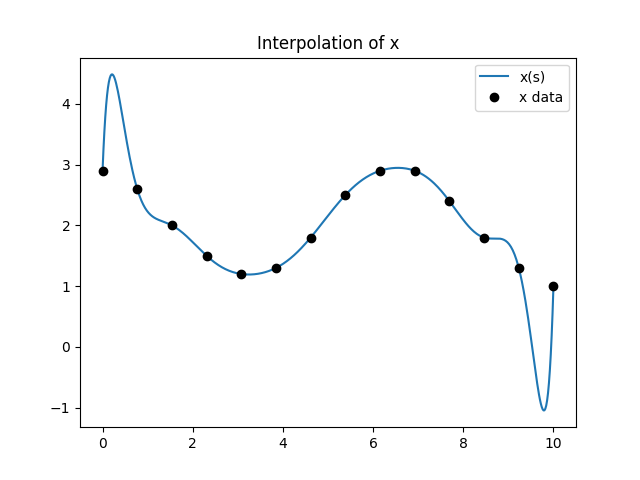 Interpolation of x
x(s)
x data
4
3
2
1
0
−1
0 2 4 6 8 10